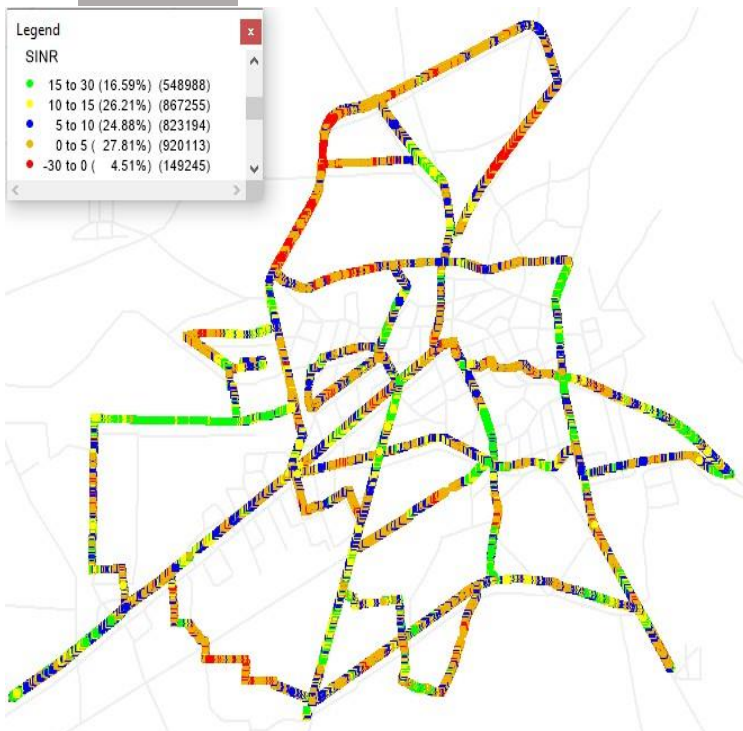 Legend x
SINR
15 to 30 (16.59%) (548988)
10 to 15 (26.21%) (867255)
5 to 10 (24.88%) (823194)
0 to 5 ( 27.81%) (920113)
-30 to 0 ( 4.51%) (149245)